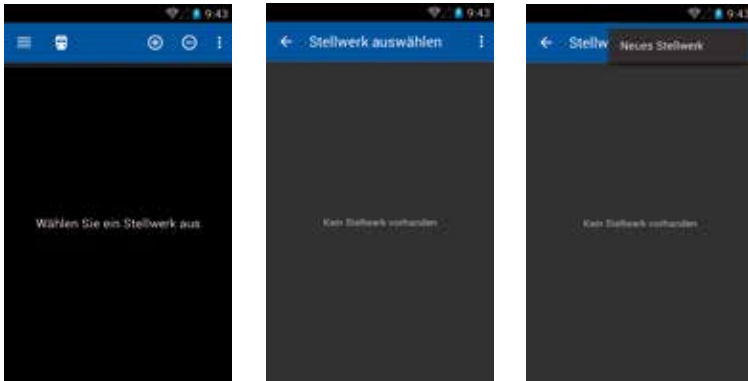 9:43
Wählen Sie ein Stellwerk aus
9:43
Stellwerk auswählen
Kein Stellwerk vorhanden
9:43
Stellw
Neues Stellwerk
Kein Stellwerk vorhanden